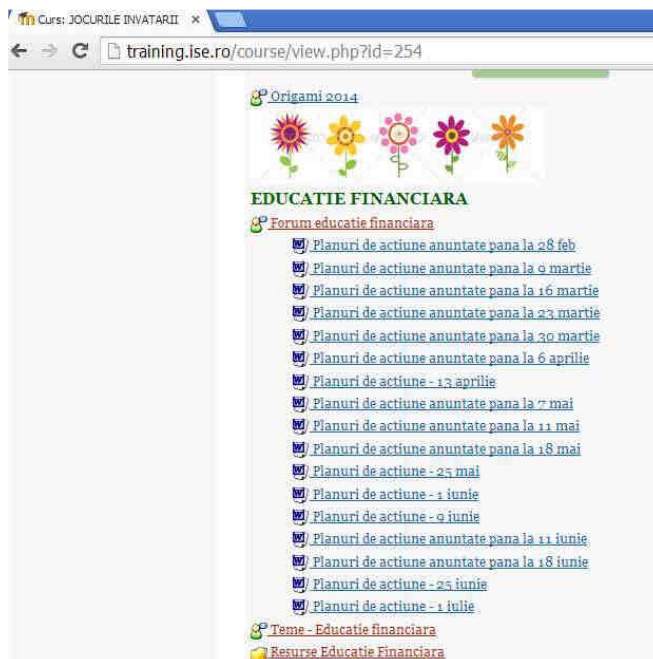 Curs: JOCURILE INVATARII
training.ise.ro/course/view.php?id=254
Origami 2014
EDUCATIE FINANCIARA
Forum educatie financiara
Planuri de actiune anuntate pana la 28 feb
Planuri de actiune anuntate pana la 9 martie
Planuri de actiune anuntate pana la 16 martie
Planuri de actiune anuntate pana la 23 martie
Planuri de actiune anuntate pana la 30 martie
Planuri de actiune anuntate pana la 6 aprilie
Planuri de actiune - 13 aprilie
Planuri de actiune anuntate pana la 7 mai
Planuri de actiune anuntate pana la 11 mai
Planuri de actiune anuntate pana la 18 mai
Planuri de actiune - 25 mai
Planuri de actiune - 1 iunie
Planuri de actiune - 9 iunie
Planuri de actiune anuntate pana la 11 iunie
Planuri de actiune anuntate pana la 18 iunie
Planuri de actiune - 25 iunie
Planuri de actiune - 1 iulie
Teme - Educatie financiara
Resurse Educatie Financiara